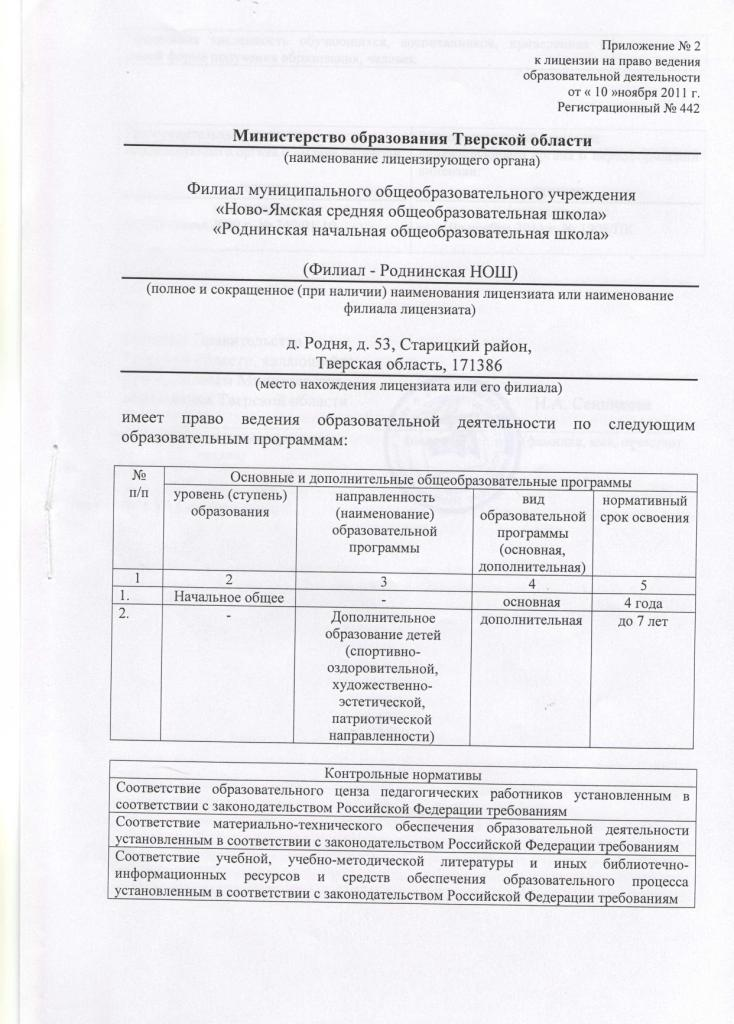 Приложение № 2
к лицензии на право ведения
образовательной деятельности
от « 10 »ноября 2011 г.
Регистрационный № 442
Министерство образования Тверской области
(наименование лицензирующего органа)
Филиал муниципального общеобразовательного учреждения
«Ново-Ямская средняя общеобразовательная школа»
«Роднинская начальная общеобразовательная школа»
(Филиал - Роднинская НОШ)
(полное и сокращенное (при наличии) наименования лицензиата или наименование
филиала лицензиата)
д. Родня, д. 53, Старицкий район,
Тверская область, 171386
(место нахождения лицензиата или его филиала)
имеет право ведения образовательной деятельности по следующим
образовательным программам:
№
п/п
Основные и дополнительные общеобразовательные программы
уровень (ступень)
образования
направленность
(наименование)
образовательной
программы
вид
образовательной
программы
(основная,
дополнительная)
нормативный
срок освоения
1 2 3 4 5
1. Начальное общее - основная 4 года
2. - Дополнительное дополнительная до 7 лет
образование детей
(спортивно-
оздоровительной,
художественно-
эстетической,
патриотической
направленности)
Контрольные нормативы
Соответствие образовательного ценза педагогических работников установленным в
соответствии с законодательством Российской Федерации требованиям
Соответствие материально-технического обеспечения образовательной деятельности
установленным в соответствии с законодательством Российской Федерации требованиям
Соответствие учебной, учебно-методической литературы и иных библиотечно-
информационных ресурсов и средств обеспечения образовательного процесса
установленным в соответствии с законодательством Российской Федерации требованиям